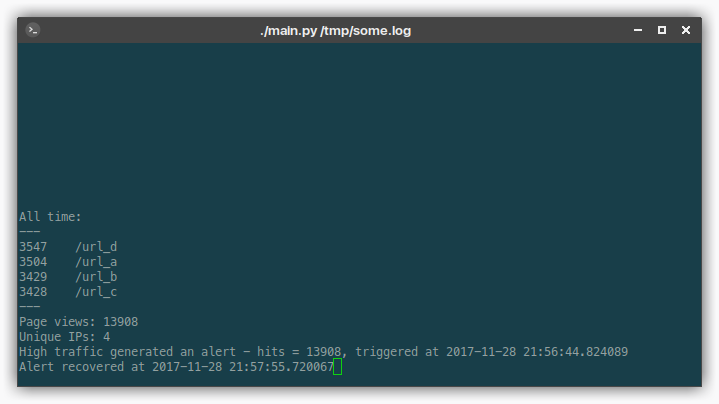 ./main.py /tmp/some.log
All time:
---
3547    /url_d
3504    /url_a
3429    /url_b
3428    /url_c
---
Page views: 13908
Unique IPs: 4
High traffic generated an alert - hits = 13908, triggered at 2017-11-28 21:56:44.824089
Alert recovered at 2017-11-28 21:57:55.720067